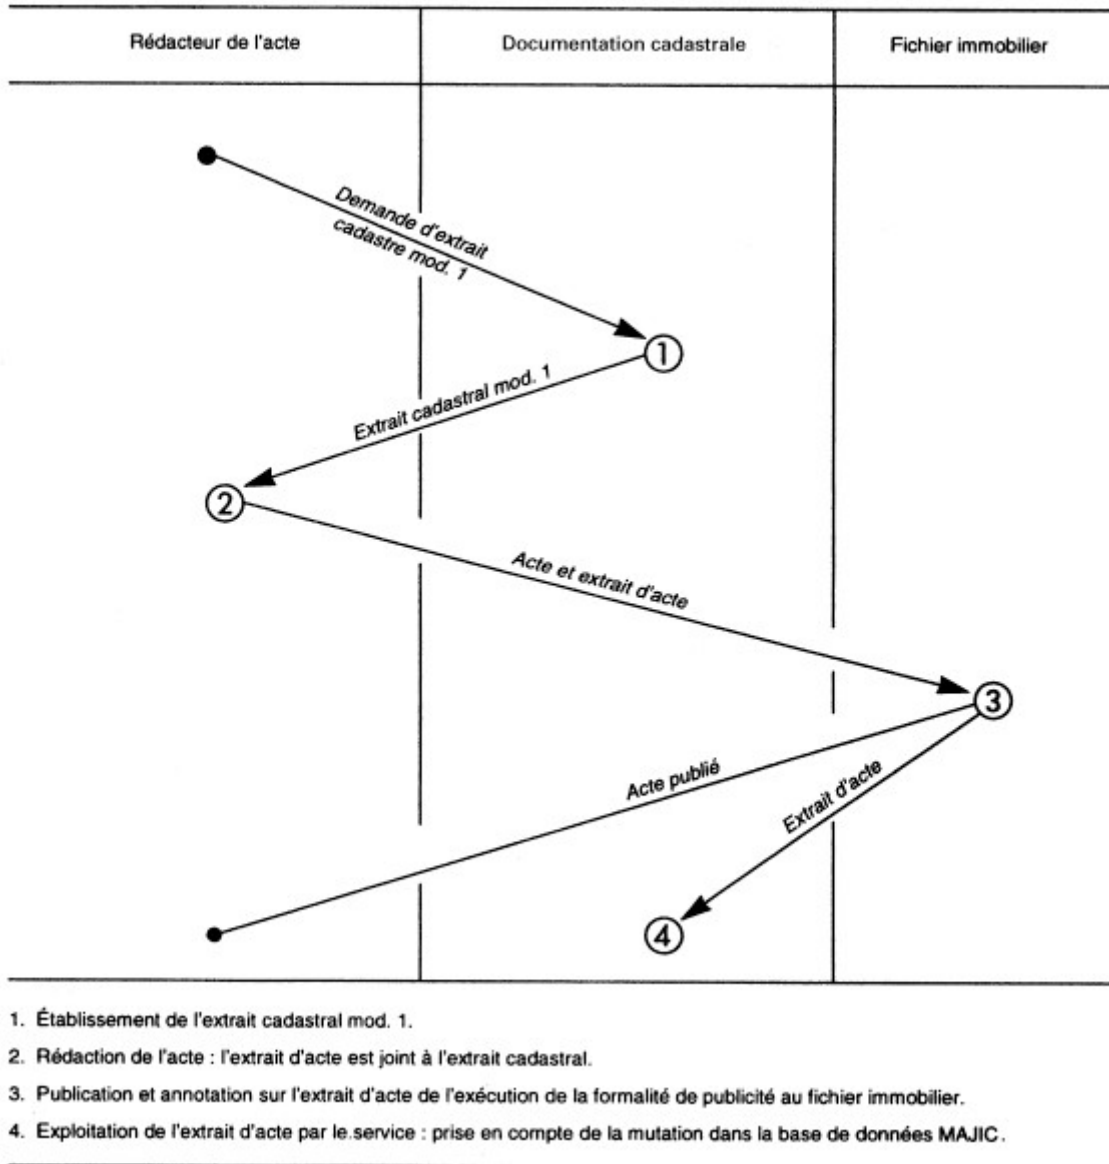 Rédacteur de l'acte
Documentation cadastrale
Fichier immobilier
Demande d'extrait
cadastre mod. 1
1
Extrait cadastral mod. 1
2
Acte et extrait d'acte
3
Acte publié
Extrait d'acte
4
1. Établissement de l'extrait cadastral mod. 1.
2. Rédaction de l'acte : l'extrait d'acte est joint à l'extrait cadastral.
3. Publication et annotation sur l'extrait d'acte de l'exécution de la formalité de publicité au fichier immobilier.
4. Exploitation de l'extrait d'acte par le.service : prise en compte de la mutation dans la base de données MAJIC.